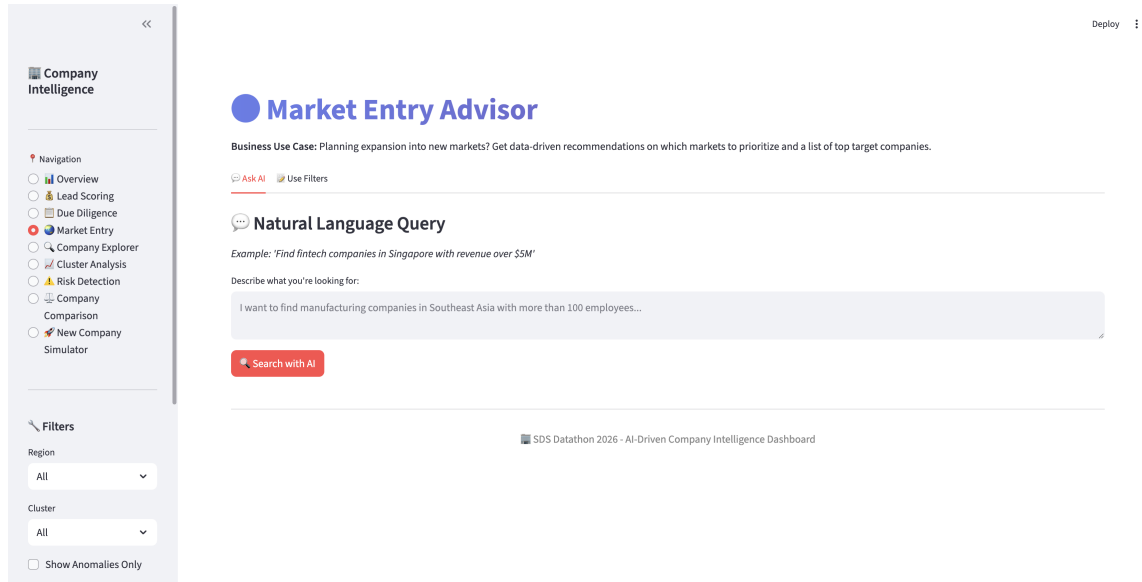 Deploy
Company
Intelligence
Navigation
Overview
Lead Scoring
Due Diligence
Market Entry
Company Explorer
Cluster Analysis
Risk Detection
Company
Comparison
New Company
Simulator
Filters
Region
All
Cluster
All
Show Anomalies Only
Market Entry Advisor
Business Use Case: Planning expansion into new markets? Get data-driven recommendations on which markets to prioritize and a list of top target companies.
Ask AI Use Filters
Natural Language Query
Example: 'Find fintech companies in Singapore with revenue over $5M'
Describe what you're looking for:
I want to find manufacturing companies in Southeast Asia with more than 100 employees...
Search with AI
SDS Datathon 2026 - AI-Driven Company Intelligence Dashboard